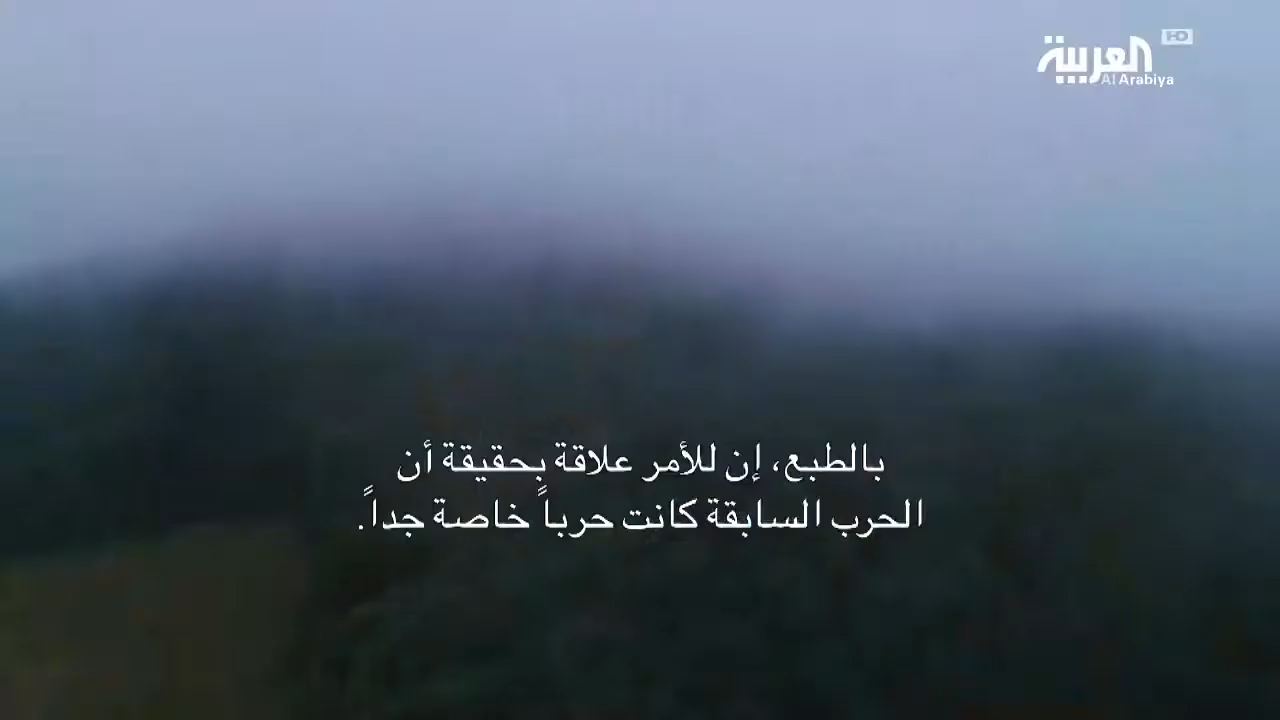 HD
العربية
Al Arabiya
بالطبع، إن للأمر علاقة بحقيقة أن
الحرب السابقة كانت حرباً خاصة جداً.